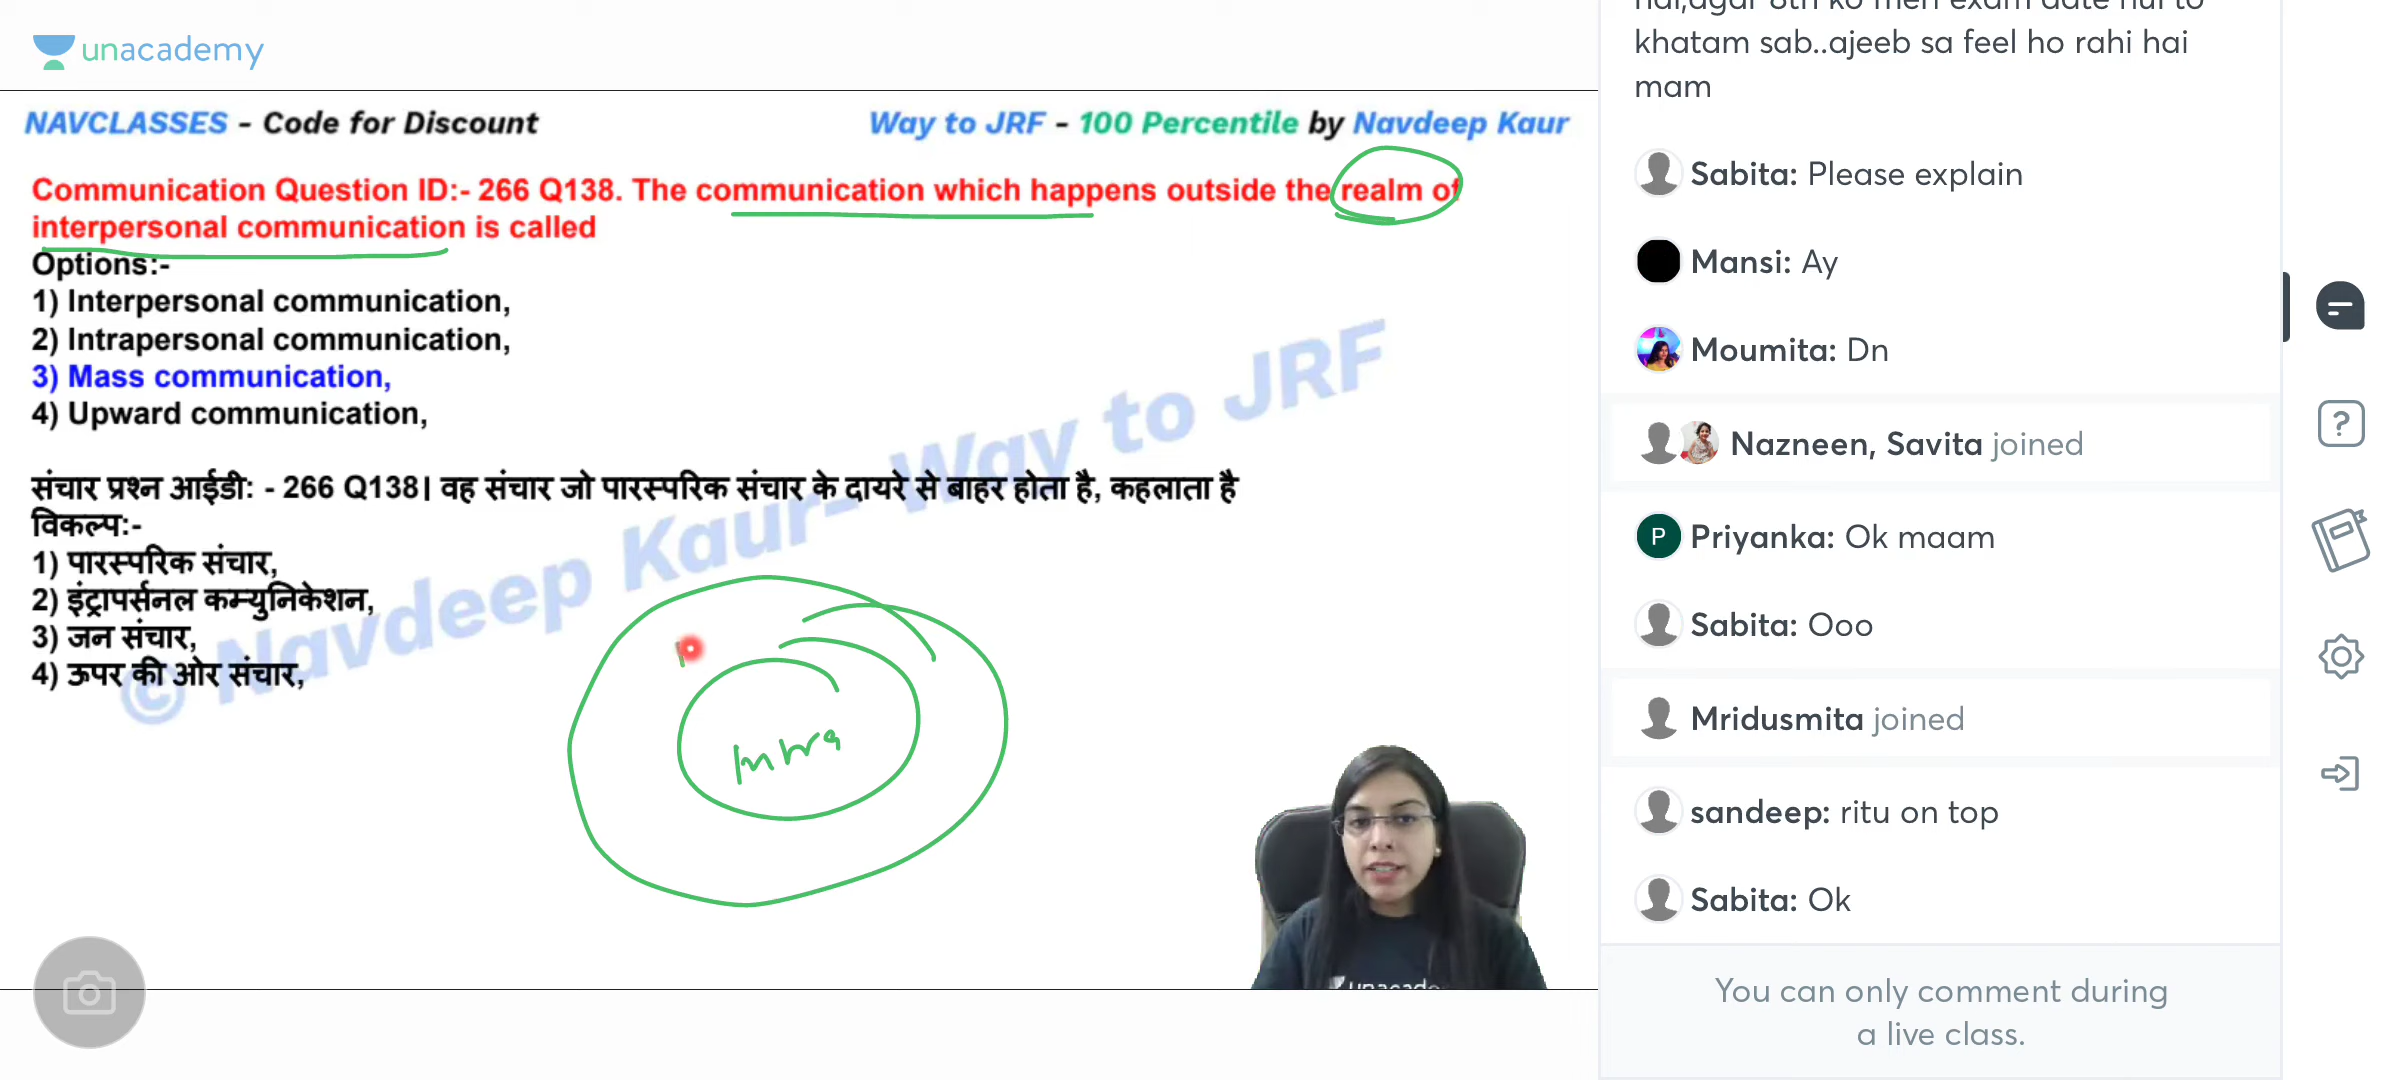 unacademy
NAVCLASSES - Code for Discount
Way to JRF - 100 Percentile by Navdeep Kaur
Communication Question ID:- 266 Q138. The communication which happens outside the realm of
interpersonal communication is called
Options:-
1) Interpersonal communication,
2) Intrapersonal communication,
3) Mass communication,
4) Upward communication,
संचार प्रश्न आईडी: - 266 Q138। वह संचार जो पारस्परिक संचार के दायरे से बाहर होता है, कहलाता है
विकल्प:-
1) पारस्परिक संचार,
2) इंट्रापर्सनल कम्युनिकेशन,
3) जन संचार,
4) ऊपर की ओर संचार,
© Navdeep Kaur- Way to JRF
Intra
unacade
khatam sab..ajeeb sa feel ho rahi hai
mam
Sabita: Please explain
Mansi: Ay
Moumita: Dn
Nazneen, Savita joined
P Priyanka: Ok maam
Sabita: Ooo
Mridusmita joined
sandeep: ritu on top
Sabita: Ok
You can only comment during
a live class.